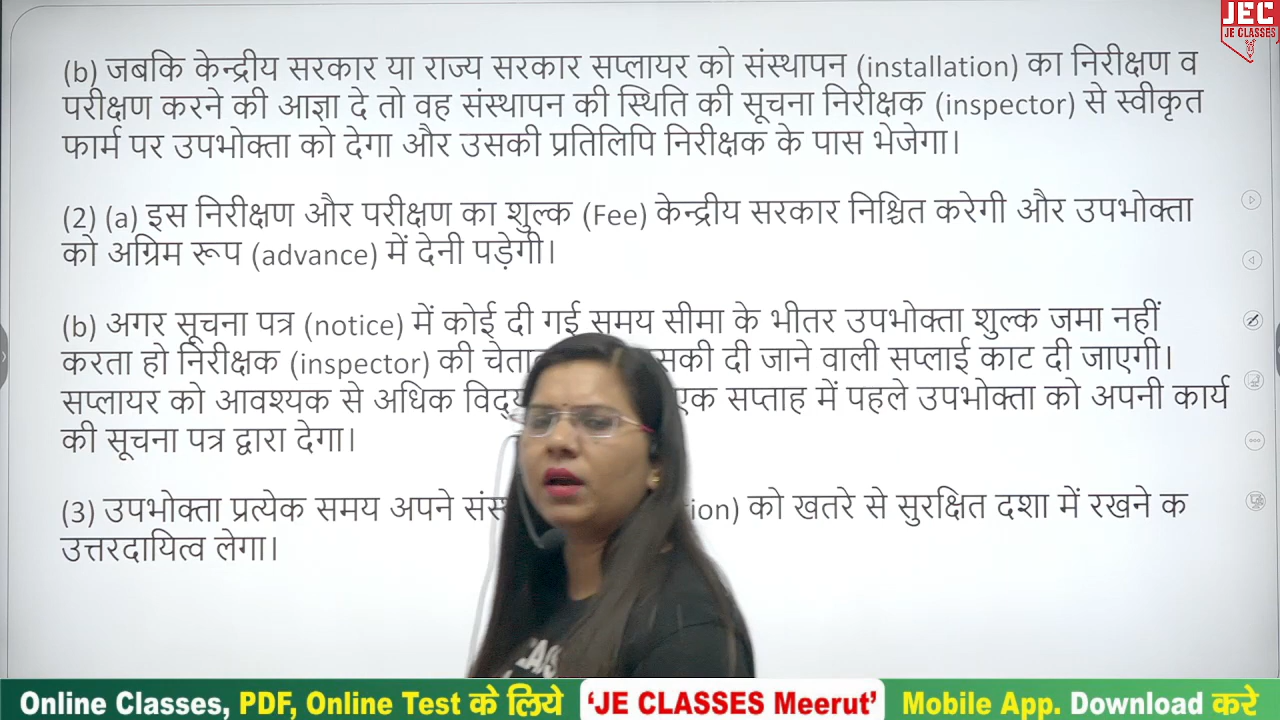 JEC
JE CLASSES
(b) जबकि केन्द्रीय सरकार या राज्य सरकार सप्लायर को संस्थापन (installation) का निरीक्षण व
परीक्षण करने की आज्ञा दे तो वह संस्थापन की स्थिति की सूचना निरीक्षक (inspector) से स्वीकृत
फार्म पर उपभोक्ता को देगा और उसकी प्रतिलिपि निरीक्षक के पास भेजेगा।
(2) (a) इस निरीक्षण और परीक्षण का शुल्क (Fee) केन्द्रीय सरकार निश्चित करेगी और उपभोक्ता
को अग्रिम रूप (advance) में देनी पड़ेगी।
(b) अगर सूचना पत्र (notice) में कोई दी गई समय सीमा के भीतर उपभोक्ता शुल्क जमा नहीं
करता हो निरीक्षक (inspector) की दी जाने वाली सप्लाई काट दी जाएगी।
सप्लायर को आवश्यक से अधिक एक सप्ताह में पहले उपभोक्ता को अपनी कार्य
की सूचना पत्र द्वारा देगा।
(3) उपभोक्ता प्रत्येक समय अपने को खतरे से सुरक्षित दशा में रखने क
उत्तरदायित्व लेगा।
Online Classes, PDF, Online Test के लिये 'JE CLASSES Meerut' Mobile App. Download करे